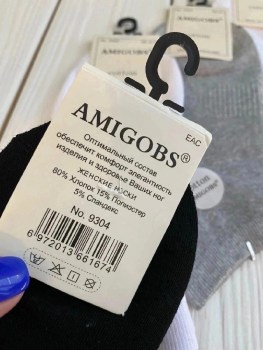 AMIGOBS®
EAC
Оптимальный состав
обеспечит комфорт элегантность
изделия и здоровье Ваших ног
ЖЕНСКИЕ НОСКИ
80% Хлопок 15% Полиэстер
5% Спандекс
No. 9304
6 972013 661674